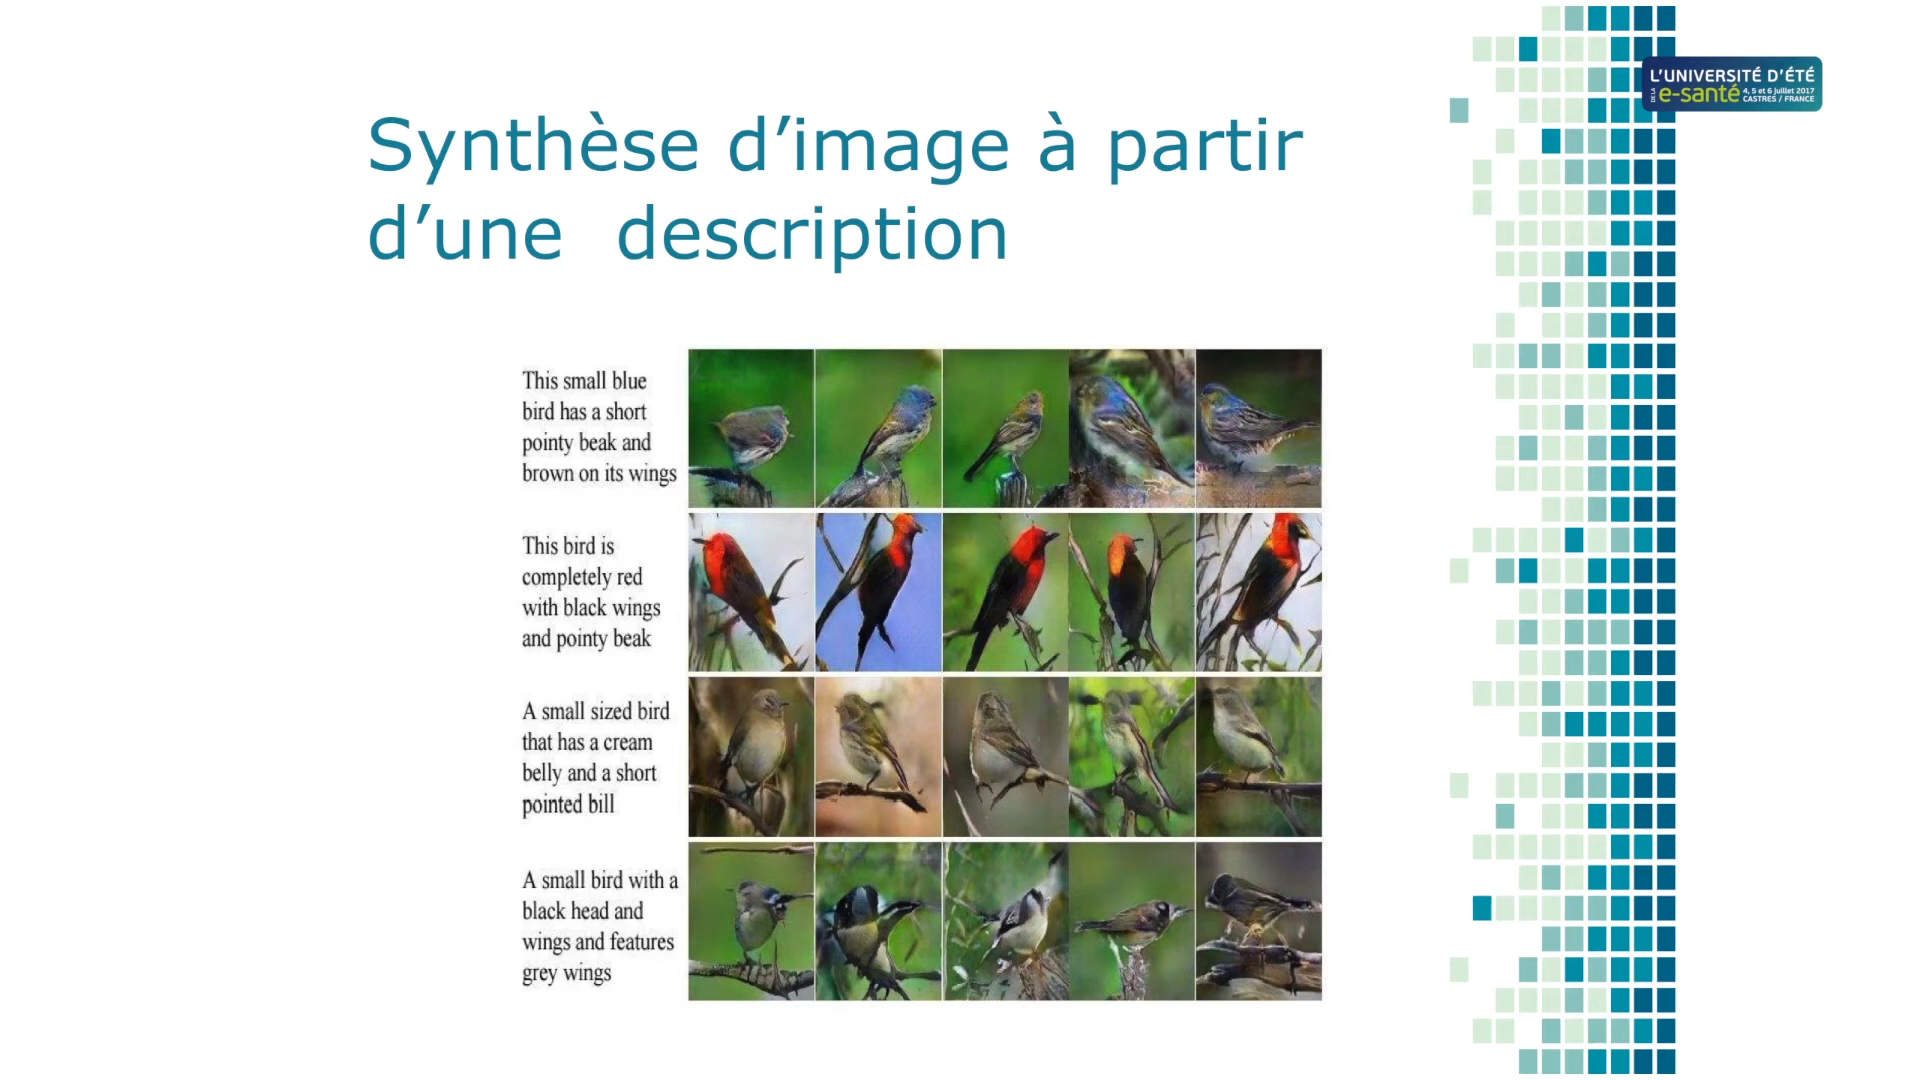 L'UNIVERSITÉ D'ÉTÉ
DE LA e-santé 4, 5 et 6 juillet 2017
CASTRES / FRANCE
Synthèse d'image à partir
d'une description
This small blue
bird has a short
pointy beak and
brown on its wings
This bird is
completely red
with black wings
and pointy beak
A small sized bird
that has a cream
belly and a short
pointed bill
A small bird with a
black head and
wings and features
grey wings